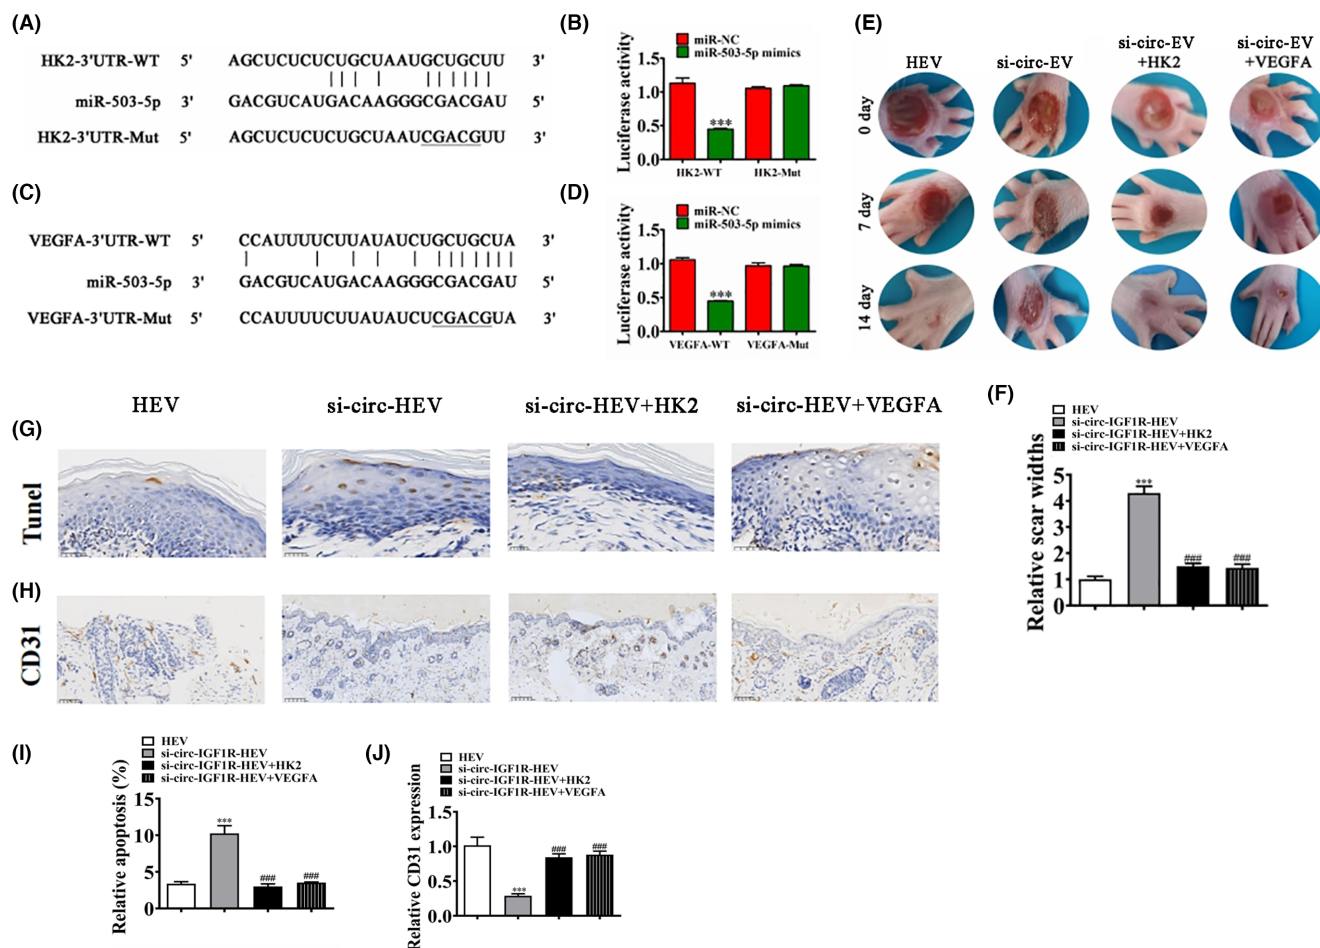 (A)
HK2-3'UTR-WT 5' AGCUCUCUCUGCUAAUGCUGCUU 3'
miR-503-5p 3' GACGUCAUGACAAGGGCGACGAU 5'
HK2-3'UTR-Mut 5' AGCUCUCUCUGCUAAUCGACGUU 3'
(B)
miR-NC
miR-503-5p mimics
Luciferase activity
1.5
1.0
0.5
0.0
***
HK2-WT HK2-Mut
(C)
VEGFA-3'UTR-WT 5' CCAUUUUCUUAUAUCUGCUGCUA 3'
miR-503-5p 3' GACGUCAUGACAAGGGCGACGAU 5'
VEGFA-3'UTR-Mut 5' CCAUUUUCUUAUAUCUCGACGUA 3'
(D)
miR-NC
miR-503-5p mimics
Luciferase activity
1.5
1.0
0.5
0.0
***
VEGFA-WT VEGFA-Mut
(E)
HEV si-circ-EV si-circ-EV +HK2 si-circ-EV +VEGFA
0 day
7 day
14 day
(F)
HEV
si-circ-IGF1R-HEV
si-circ-IGF1R-HEV+HK2
si-circ-IGF1R-HEV+VEGFA
Relative scar widths
5
4
3
2
1
0
*** ### ###
HEV si-circ-HEV si-circ-HEV+HK2 si-circ-HEV+VEGFA
(G)
Tunel
(H)
CD31
(I)
HEV
si-circ-IGF1R-HEV
si-circ-IGF1R-HEV+HK2
si-circ-IGF1R-HEV+VEGFA
Relative apoptosis (%)
15
10
5
0
*** ### ###
(J)
HEV
si-circ-IGF1R-HEV
si-circ-IGF1R-HEV+HK2
si-circ-IGF1R-HEV+VEGFA
Relative CD31 expression
1.5
1.0
0.5
0.0
*** ### ###